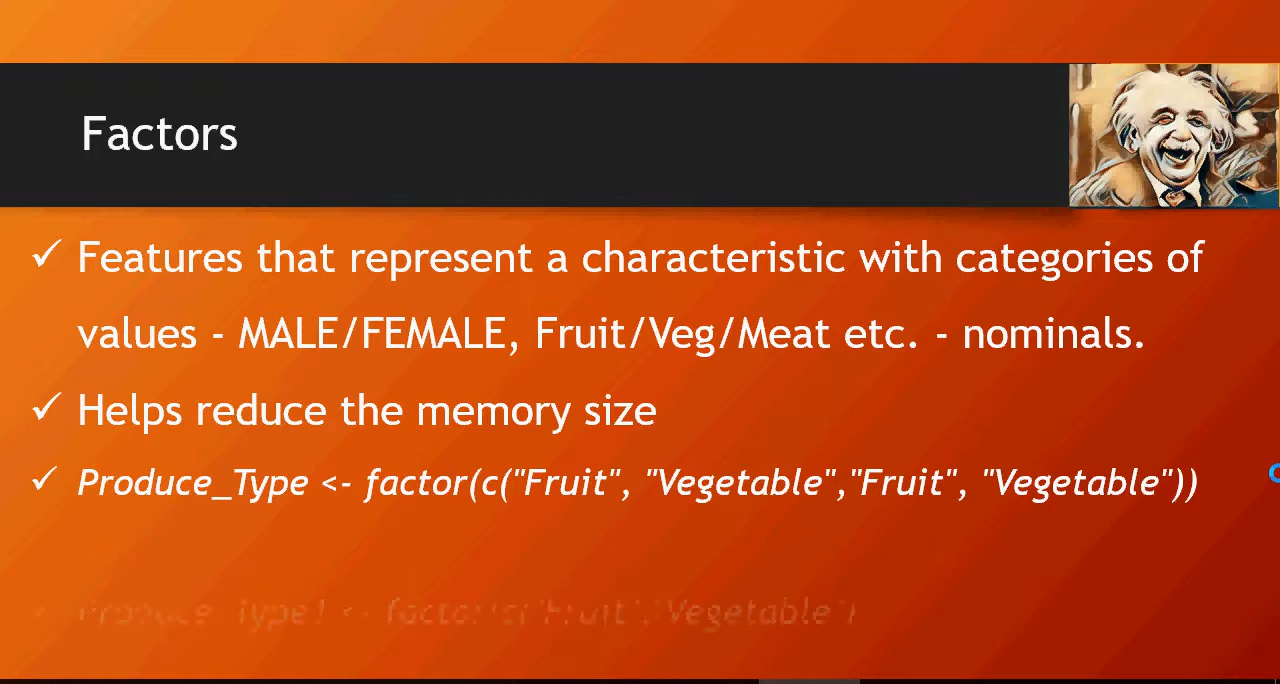 Factors
✓ Features that represent a characteristic with categories of
values - MALE/FEMALE, Fruit/Veg/Meat etc. - nominals.
✓ Helps reduce the memory size
✓ Produce_Type <- factor(c("Fruit", "Vegetable","Fruit", "Vegetable"))